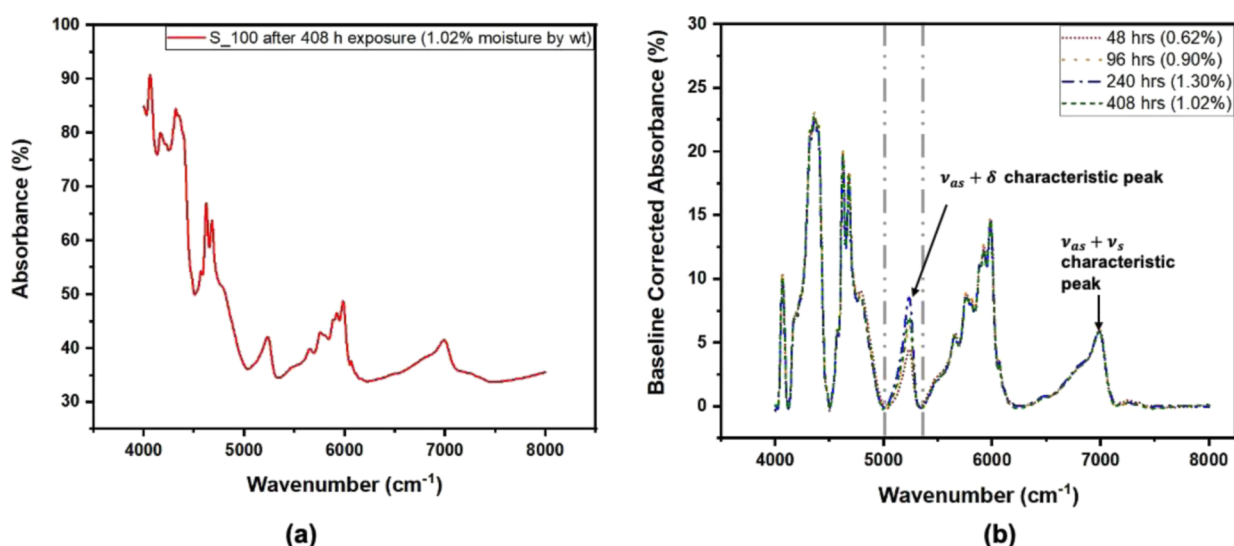 S_100 after 408 h exposure (1.02% moisture by wt)
100
90
80
70
60
50
40
30
Absorbance (%)
4000 5000 6000 7000 8000
Wavenumber (cm⁻¹)
(a)
48 hrs (0.62%)
96 hrs (0.90%)
240 hrs (1.30%)
408 hrs (1.02%)
30
25
20
15
10
5
0
Baseline Corrected Absorbance (%)
ν_as + δ characteristic peak
ν_as + ν_s
characteristic
peak
4000 5000 6000 7000 8000
Wavenumber (cm⁻¹)
(b)